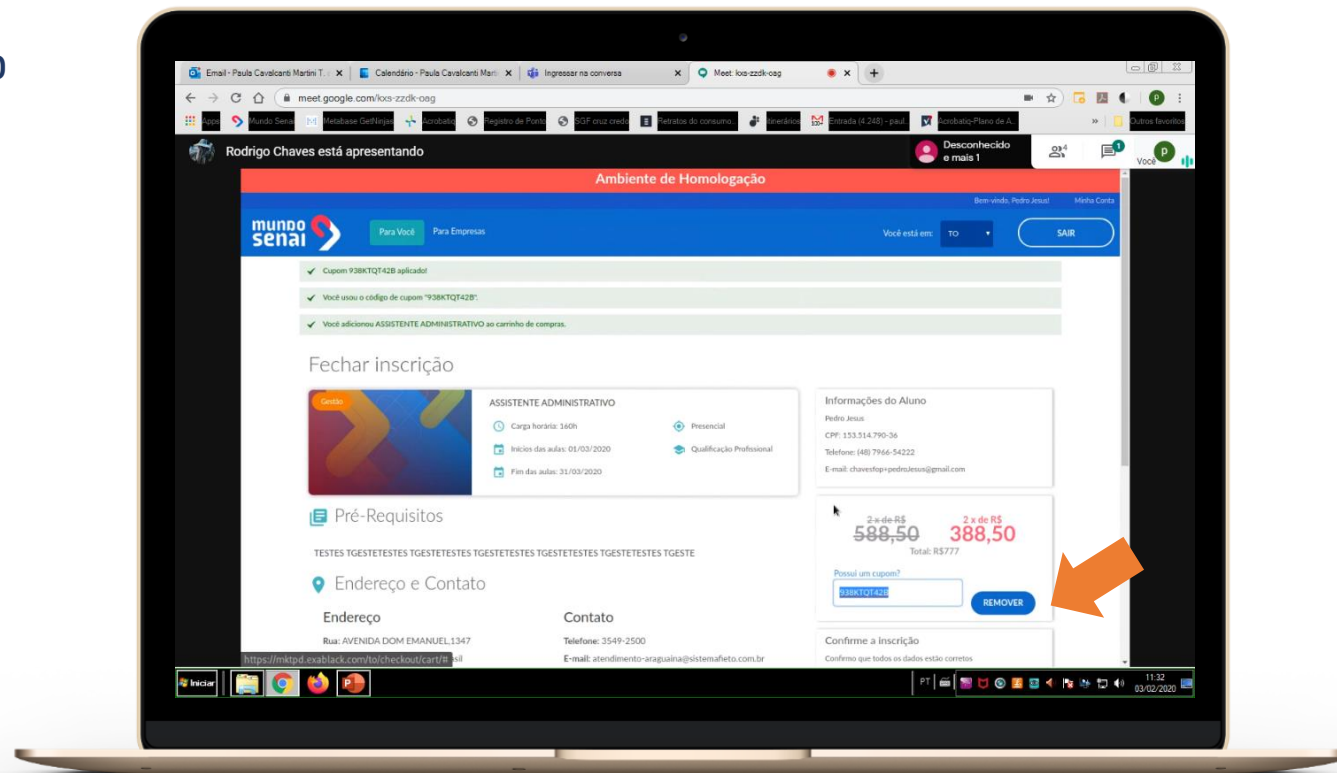 Email - Paula Cavalcanti Martini T.
Calendário - Paula Cavalcanti Marti
Ingressar na conversa
Meet: kxs-zzdk-oag
meet.google.com/kxs-zzdk-oag
Apps
Mundo Senai
Metabase GetNinjas
Acrobatiq
Registro de Ponto
SGF cruz credo
Retratos do consumo...
itinerários
Entrada (4.248) - paul...
Acrobatiq-Plano de A...
»
Outros favoritos
Rodrigo Chaves está apresentando
Desconhecido
e mais 1
4
1
Você
P
Ambiente de Homologação
Bem-vindo, Pedro Jesus!
Minha Conta
mundo
senai
Para Você
Para Empresas
Você está em:
TO
SAIR
Cupom 938KTQT42B aplicado!
Você usou o código de cupom "938KTQT42B".
Você adicionou ASSISTENTE ADMINISTRATIVO ao carrinho de compras.
Fechar inscrição
Gestão
ASSISTENTE ADMINISTRATIVO
Carga horária: 160h
Presencial
Inícios das aulas: 01/03/2020
Qualificação Profissional
Fim das aulas: 31/03/2020
Informações do Aluno
Pedro Jesus
CPF: 153.514.790-36
Telefone: (48) 7966-54222
E-mail: chavesfop+pedroJesus@gmail.com
Pré-Requisitos
TESTES TGESTETESTES TGESTETESTES TGESTETESTES TGESTETESTES TGESTETESTES TGESTE
2 x de R$
588,50
2 x de R$
388,50
Total: R$777
Possui um cupom?
938KTQT42B
REMOVER
Endereço e Contato
Endereço
Contato
Rua: AVENIDA DOM EMANUEL,1347
Telefone: 3549-2500
E-mail: atendimento-araguaina@sistemafieto.com.br
Confirme a inscrição
Confirmo que todos os dados estão corretos
https://mktpd.exablack.com/to/checkout/cart/#
Iniciar
PT
11:32
03/02/2020